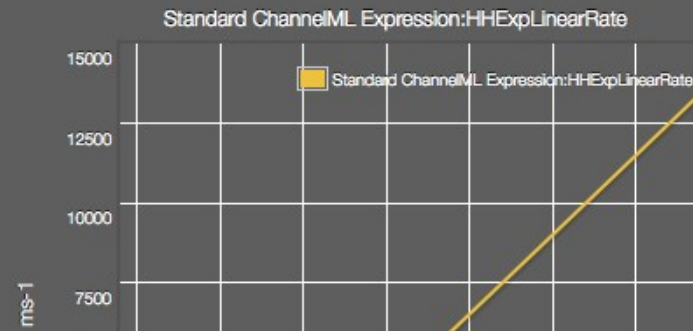 Standard ChannelML Expression:HHExpLinearRate
15000
Standard ChannelML Expression:HHExpLinearRate
12500
10000
7500
ms-1